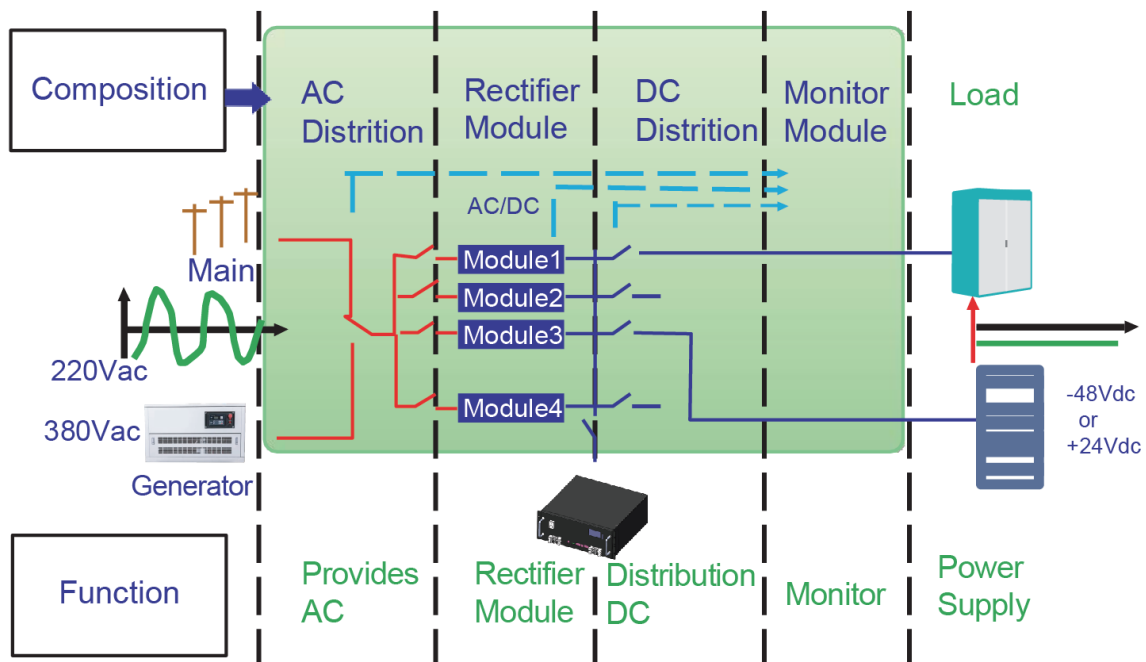 Composition
AC
Distrition
Rectifier
Module
DC
Distrition
Monitor
Module
Load
AC/DC
Main
Module1
Module2
Module3
Module4
220Vac
380Vac
Generator
-48Vdc
or
+24Vdc
Function
Provides
AC
Rectifier
Module
Distribution
DC
Monitor
Power
Supply